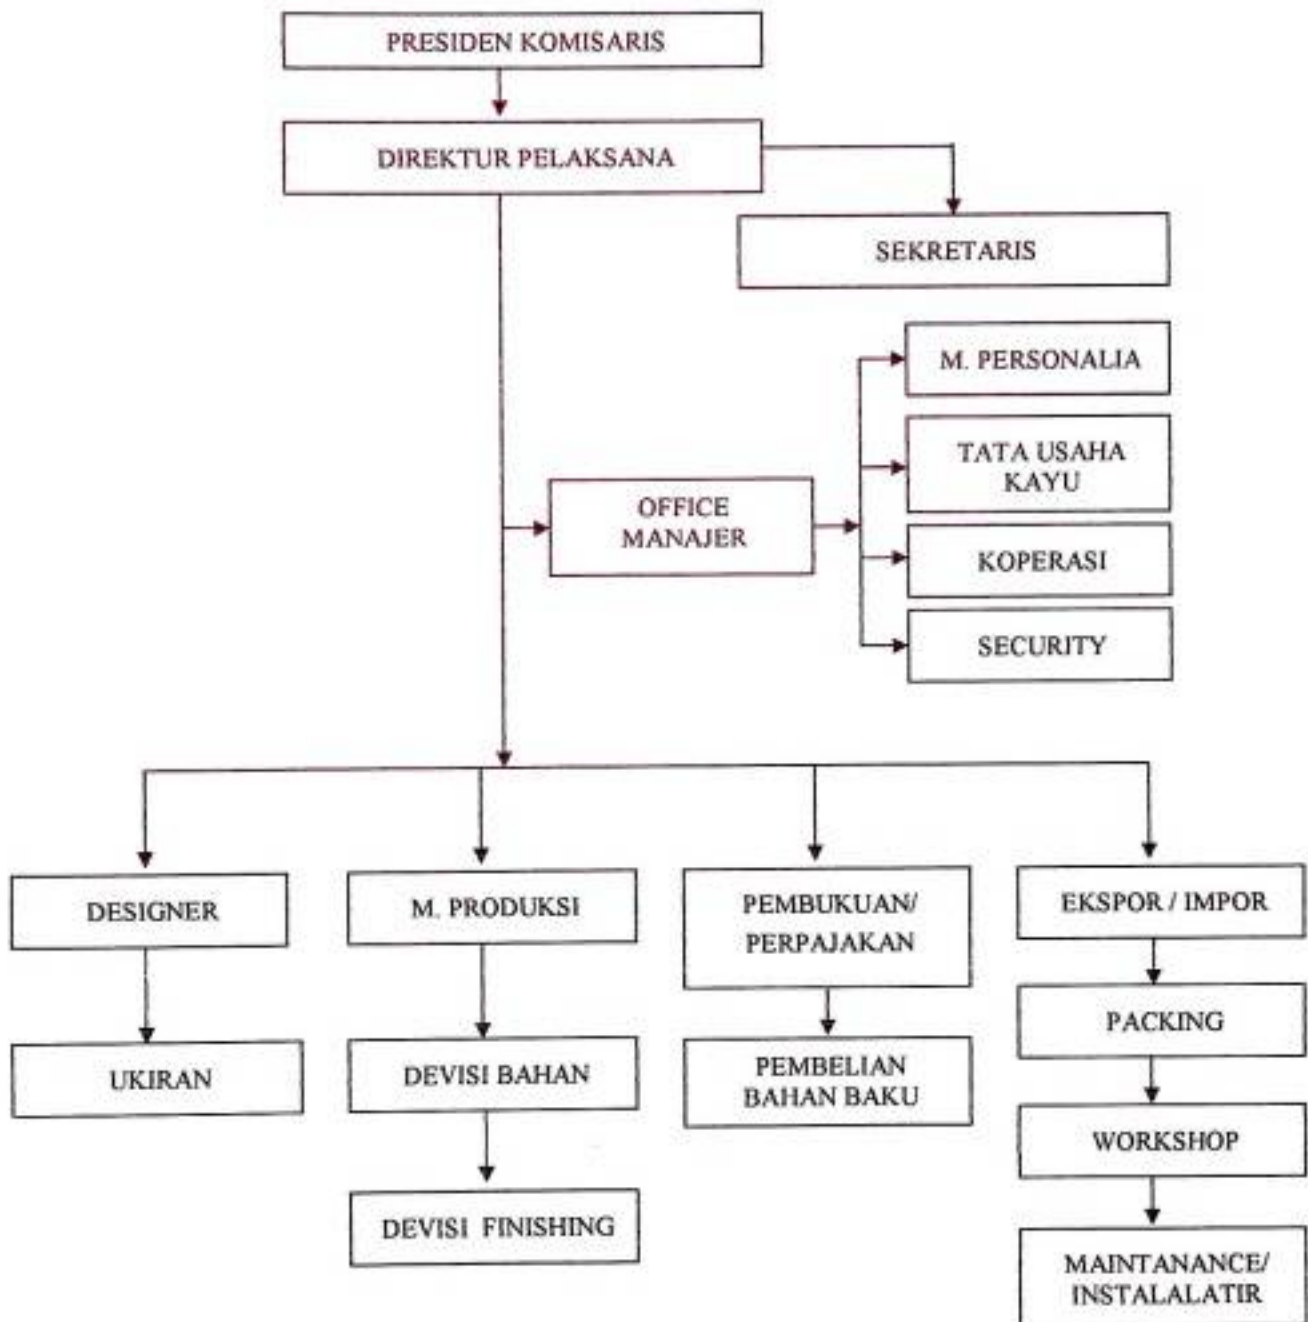 PRESIDEN KOMISARIS
DIREKTUR PELAKSANA
SEKRETARIS
M. PERSONALIA
TATA USAHA
KAYU
OFFICE
MANAJER
KOPERASI
SECURITY
DESIGNER
M. PRODUKSI
PEMBUKUAN/
PERPAJAKAN
EKSPOR / IMPOR
UKIRAN
DEVISI BAHAN
PEMBELIAN
BAHAN BAKU
PACKING
WORKSHOP
DEVISI FINISHING
MAINTANANCE/
INSTALALATIR